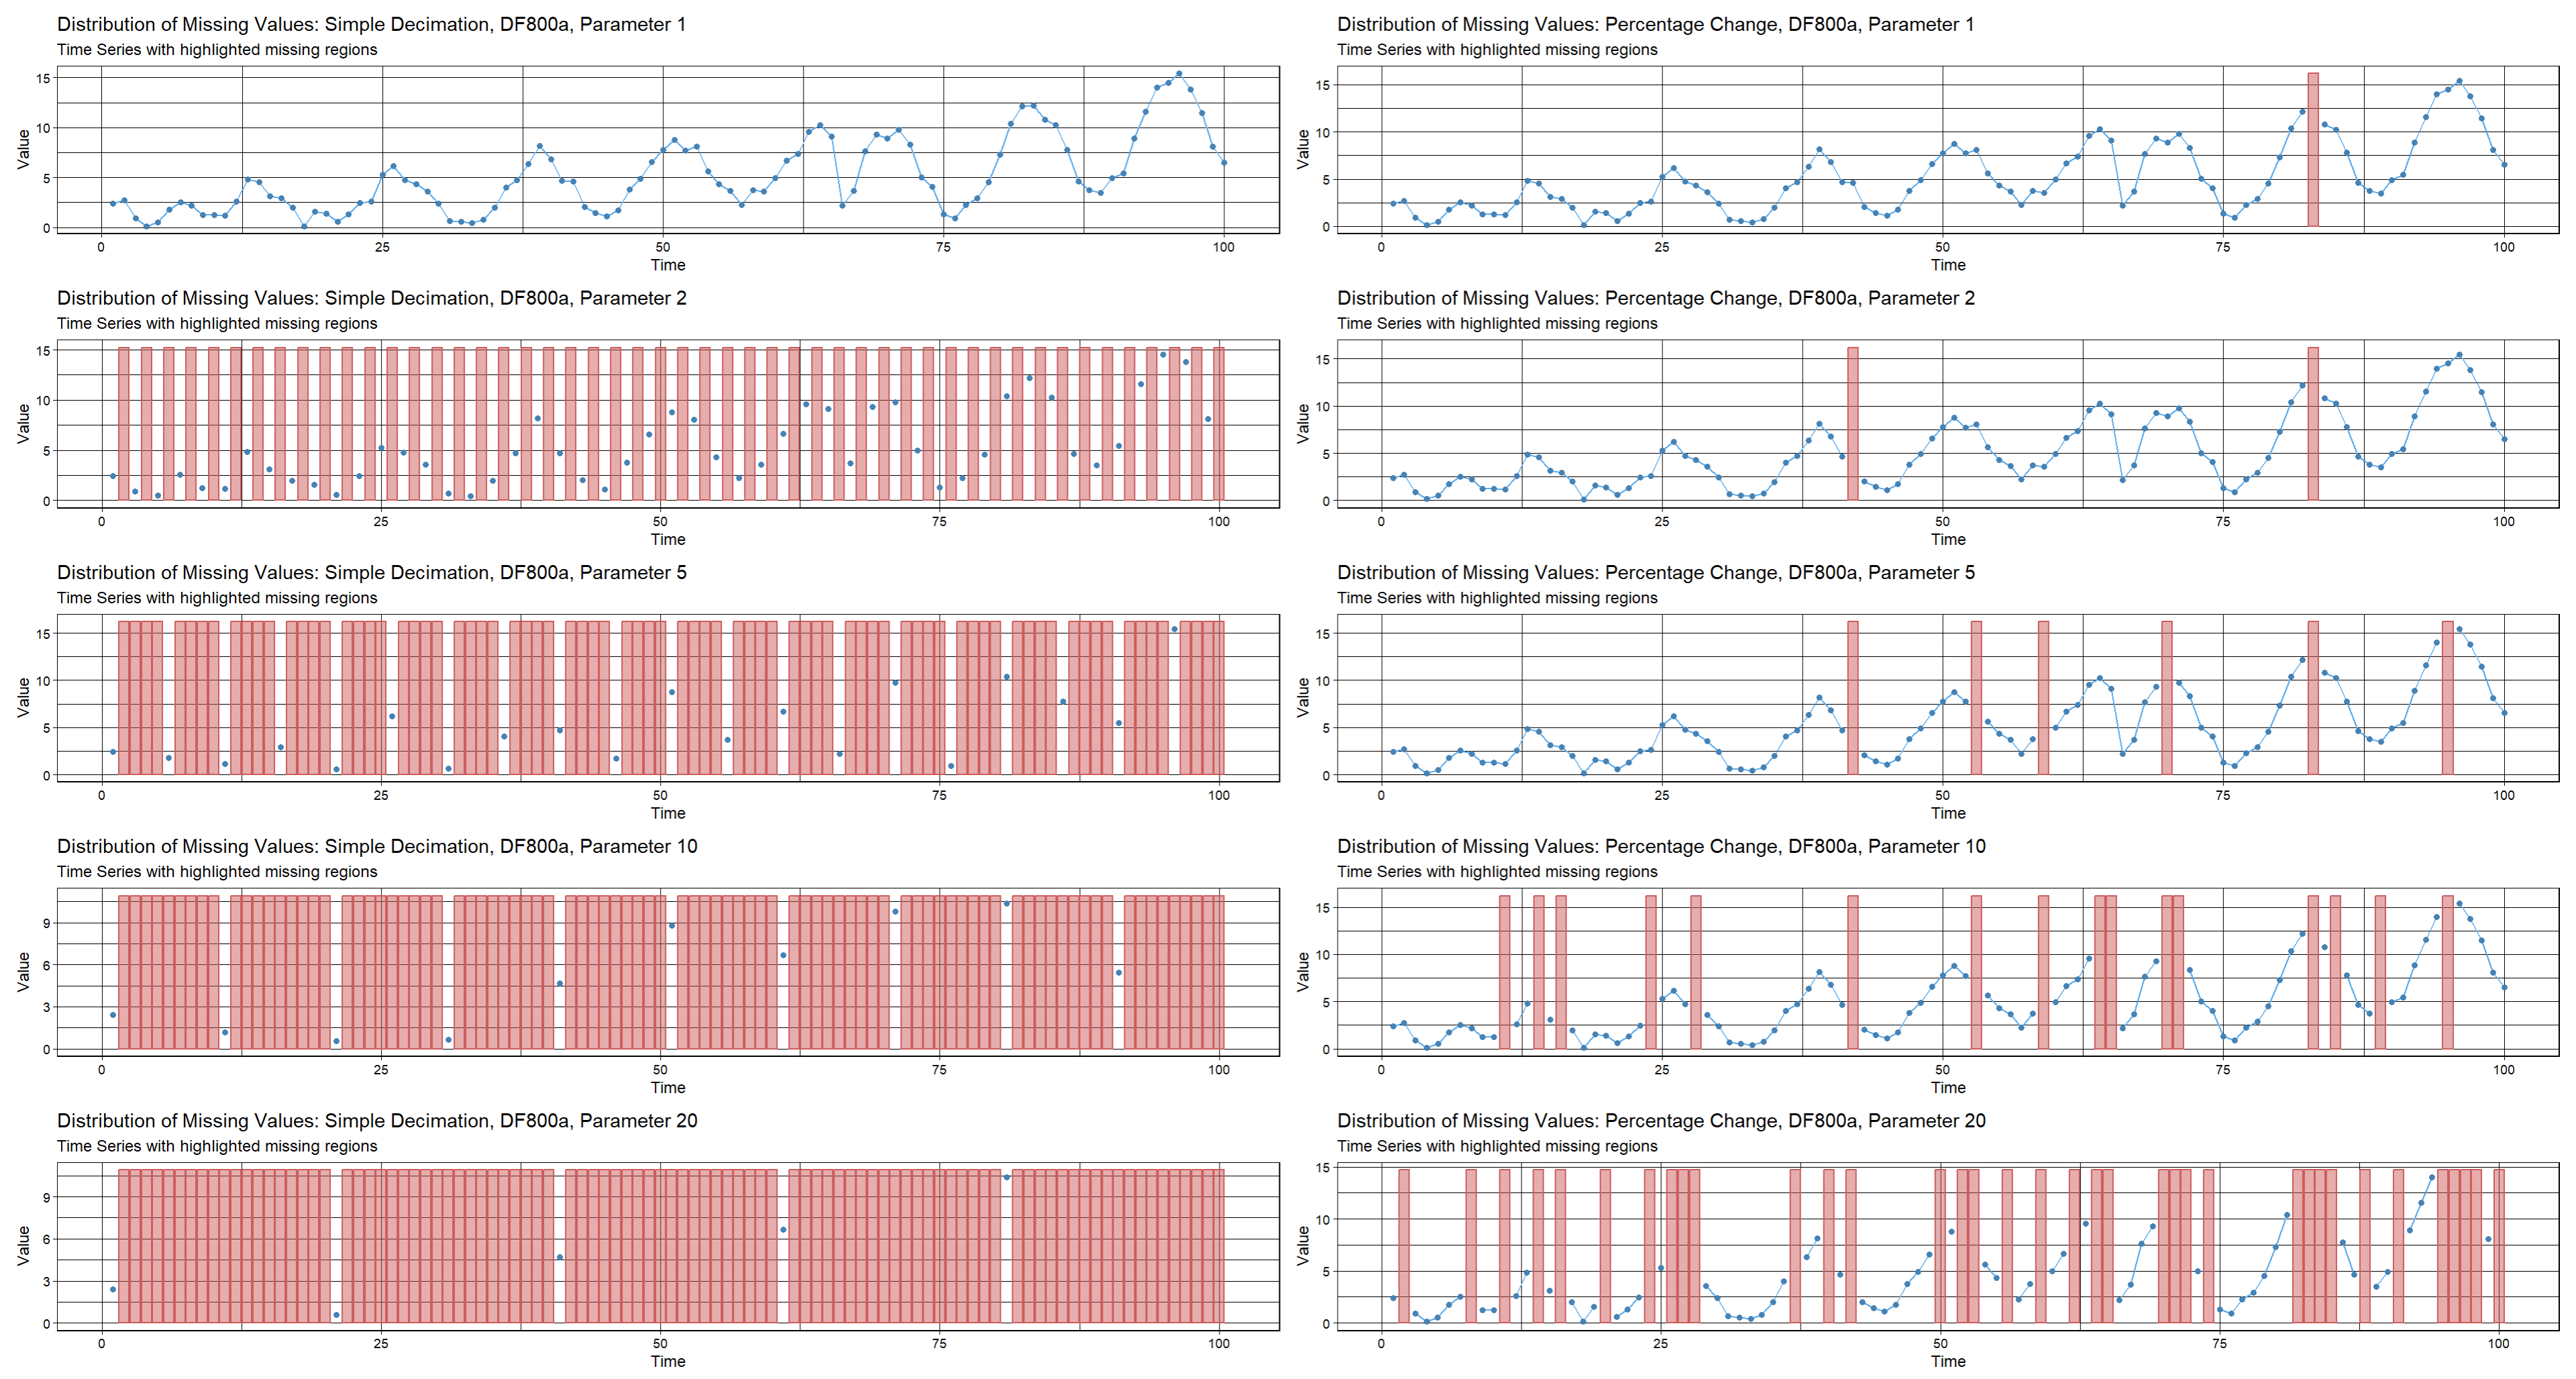 Distribution of Missing Values: Simple Decimation, DF800a, Parameter 1
Time Series with highlighted missing regions
15
10
5
0
Value
0 25 50 75 100
Time
Distribution of Missing Values: Percentage Change, DF800a, Parameter 1
Time Series with highlighted missing regions
15
10
5
0
Value
0 25 50 75 100
Time
Distribution of Missing Values: Simple Decimation, DF800a, Parameter 2
Time Series with highlighted missing regions
15
10
5
0
Value
0 25 50 75 100
Time
Distribution of Missing Values: Percentage Change, DF800a, Parameter 2
Time Series with highlighted missing regions
15
10
5
0
Value
0 25 50 75 100
Time
Distribution of Missing Values: Simple Decimation, DF800a, Parameter 5
Time Series with highlighted missing regions
15
10
5
0
Value
0 25 50 75 100
Time
Distribution of Missing Values: Percentage Change, DF800a, Parameter 5
Time Series with highlighted missing regions
15
10
5
0
Value
0 25 50 75 100
Time
Distribution of Missing Values: Simple Decimation, DF800a, Parameter 10
Time Series with highlighted missing regions
9
6
3
0
Value
0 25 50 75 100
Time
Distribution of Missing Values: Percentage Change, DF800a, Parameter 10
Time Series with highlighted missing regions
15
10
5
0
Value
0 25 50 75 100
Time
Distribution of Missing Values: Simple Decimation, DF800a, Parameter 20
Time Series with highlighted missing regions
9
6
3
0
Value
0 25 50 75 100
Time
Distribution of Missing Values: Percentage Change, DF800a, Parameter 20
Time Series with highlighted missing regions
15
10
5
0
Value
0 25 50 75 100
Time